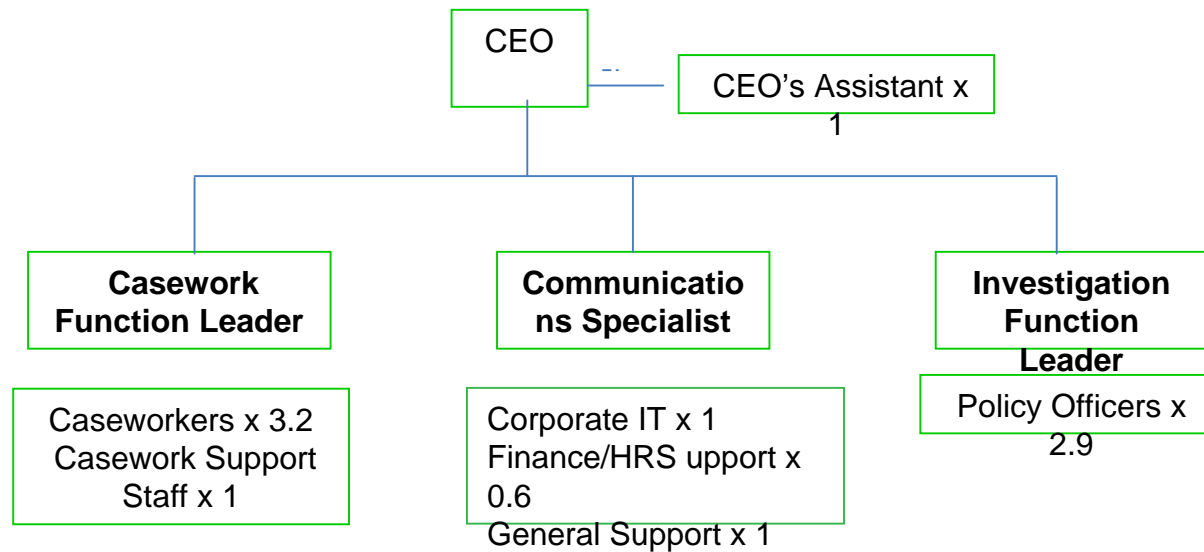 CEO
CEO’s Assistant x
1
Casework
Function Leader
Communicatio
ns Specialist
Investigation
Function
Leader
Caseworkers x 3.2
Casework Support
Staff x 1
Corporate IT x 1
Finance/HRS upport x
0.6
General Support x 1
Policy Officers x
2.9